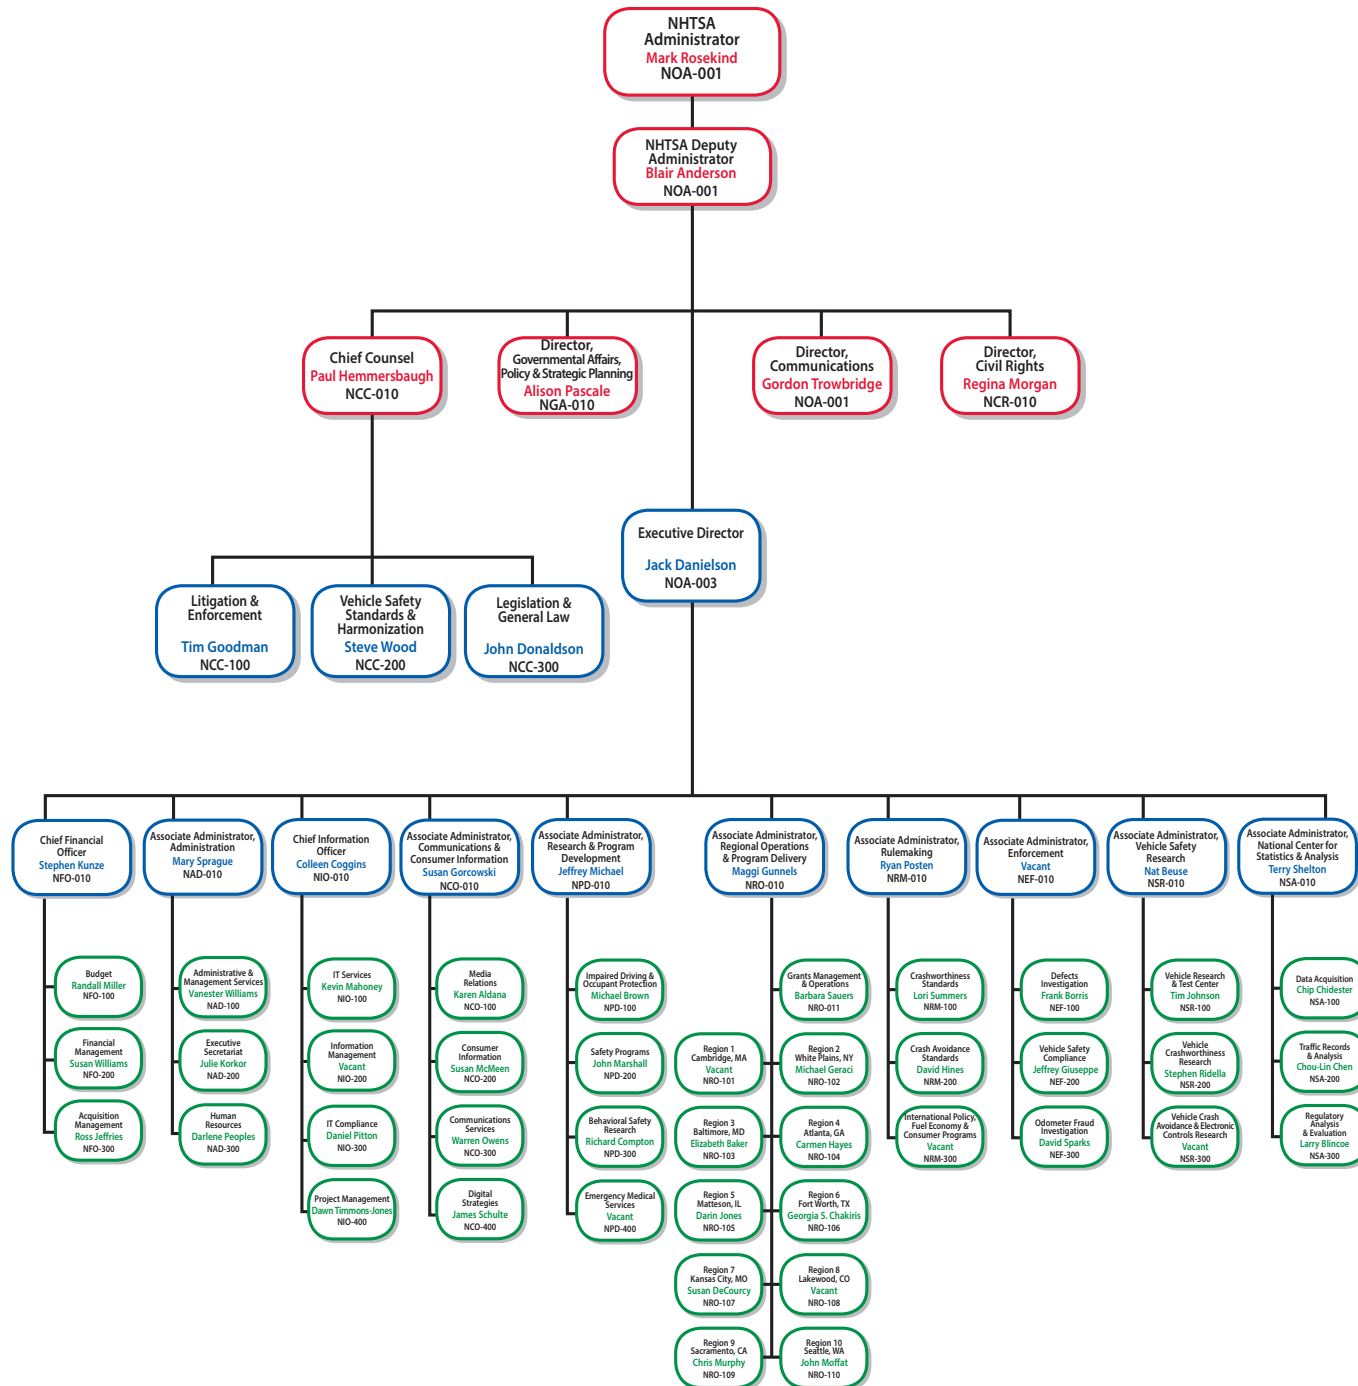 NHTSA
Administrator
Mark Rosekind
NOA-001
NHTSA Deputy
Administrator
Blair Anderson
NOA-001
Chief Counsel
Paul Hemmersbaugh
NCC-010
Director,
Governmental Affairs,
Policy & Strategic Planning
Alison Pascale
NGA-010
Director,
Communications
Gordon Trowbridge
NOA-001
Director,
Civil Rights
Regina Morgan
NCR-010
Executive Director
Jack Danielson
NOA-003
Litigation &
Enforcement
Tim Goodman
NCC-100
Vehicle Safety
Standards &
Harmonization
Steve Wood
NCC-200
Legislation &
General Law
John Donaldson
NCC-300
Chief Financial
Officer
Stephen Kunze
NFO-010
Associate Administrator,
Administration
Mary Sprague
NAD-010
Chief Information
Officer
Colleen Coggins
NIO-010
Associate Administrator,
Communications &
Consumer Information
Susan Gorcowski
NCO-010
Associate Administrator,
Research & Program
Development
Jeffrey Michael
NPD-010
Associate Administrator,
Regional Operations
& Program Delivery
Maggi Gunnels
NRO-010
Associate Administrator,
Rulemaking
Ryan Posten
NRM-010
Associate Administrator,
Enforcement
Vacant
NEF-010
Associate Administrator,
Vehicle Safety
Research
Nat Beuse
NSR-010
Associate Administrator,
National Center for
Statistics & Analysis
Terry Shelton
NSA-010
Budget
Randall Miller
NFO-100
Financial
Management
Susan Williams
NFO-200
Acquisition
Management
Ross Jeffries
NFO-300
Administrative &
Management Services
Vanester Williams
NAD-100
Executive
Secretariat
Julie Korkor
NAD-200
Human
Resources
Darlene Peoples
NAD-300
IT Services
Kevin Mahoney
NIO-100
Information
Management
Vacant
NIO-200
IT Compliance
Daniel Pitton
NIO-300
Project Management
Dawn Timmons-Jones
NIO-400
Media
Relations
Karen Aldana
NCO-100
Consumer
Information
Susan McMeen
NCO-200
Communications
Services
Warren Owens
NCO-300
Digital
Strategies
James Schulte
NCO-400
Impaired Driving &
Occupant Protection
Michael Brown
NPD-100
Safety Programs
John Marshall
NPD-200
Behavioral Safety
Research
Richard Compton
NPD-300
Emergency Medical
Services
Vacant
NPD-400
Grants Management
& Operations
Barbara Sauers
NRO-011
Region 1
Cambridge, MA
Vacant
NRO-101
Region 2
White Plains, NY
Michael Geraci
NRO-102
Region 3
Baltimore, MD
Elizabeth Baker
NRO-103
Region 4
Atlanta, GA
Carmen Hayes
NRO-104
Region 5
Matteson, IL
Darin Jones
NRO-105
Region 6
Fort Worth, TX
Georgia S. Chakiris
NRO-106
Region 7
Kansas City, MO
Susan DeCourcy
NRO-107
Region 8
Lakewood, CO
Vacant
NRO-108
Region 9
Sacramento, CA
Chris Murphy
NRO-109
Region 10
Seattle, WA
John Moffat
NRO-110
Crashworthiness
Standards
Lori Summers
NRM-100
Crash Avoidance
Standards
David Hines
NRM-200
International Policy,
Fuel Economy &
Consumer Programs
Vacant
NRM-300
Defects
Investigation
Frank Borris
NEF-100
Vehicle Safety
Compliance
Jeffrey Giuseppe
NEF-200
Odometer Fraud
Investigation
David Sparks
NEF-300
Vehicle Research
& Test Center
Tim Johnson
NSR-100
Vehicle
Crashworthiness
Research
Stephen Ridella
NSR-200
Vehicle Crash
Avoidance & Electronic
Controls Research
Vacant
NSR-300
Data Acquisition
Chip Chidester
NSA-100
Traffic Records
& Analysis
Chou-Lin Chen
NSA-200
Regulatory
Analysis
& Evaluation
Larry Blincoe
NSA-300